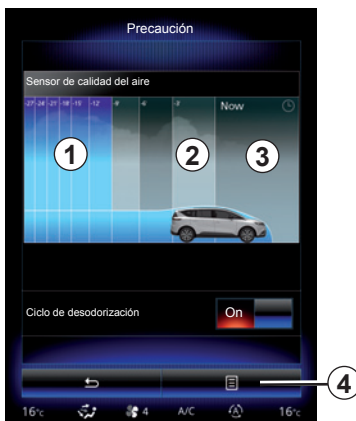 Precaución
Sensor de calidad del aire
-27' -24' -21' -18' -15' -12' -9' -6' -3' Now
1 2 3
Ciclo de desodorización On
4
16°c 4 A/C 16°c